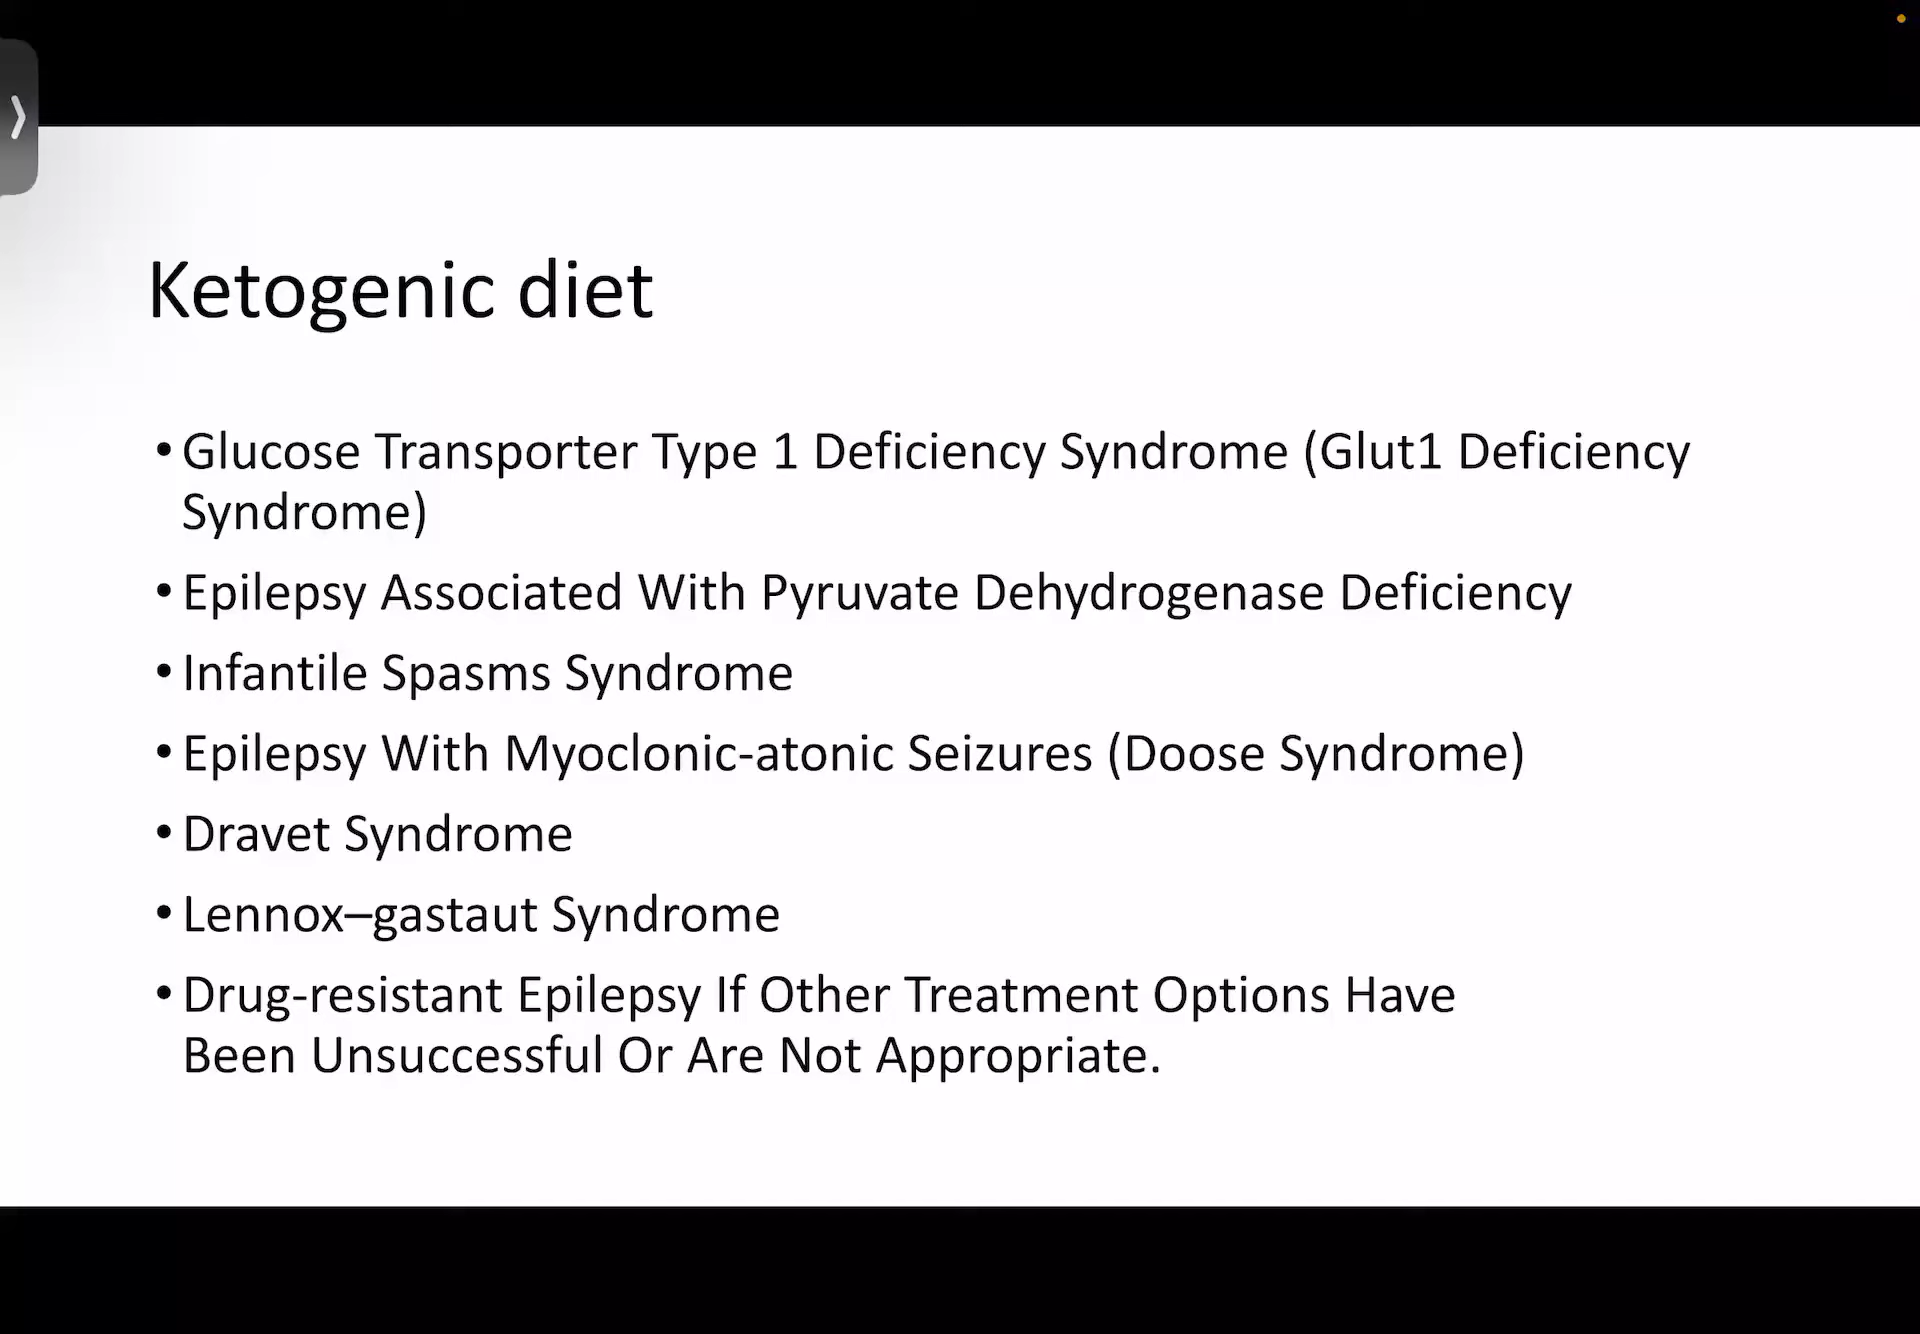 Ketogenic diet
• Glucose Transporter Type 1 Deficiency Syndrome (Glut1 Deficiency
Syndrome)
• Epilepsy Associated With Pyruvate Dehydrogenase Deficiency
• Infantile Spasms Syndrome
• Epilepsy With Myoclonic-atonic Seizures (Doose Syndrome)
• Dravet Syndrome
• Lennox–gastaut Syndrome
• Drug-resistant Epilepsy If Other Treatment Options Have
Been Unsuccessful Or Are Not Appropriate.